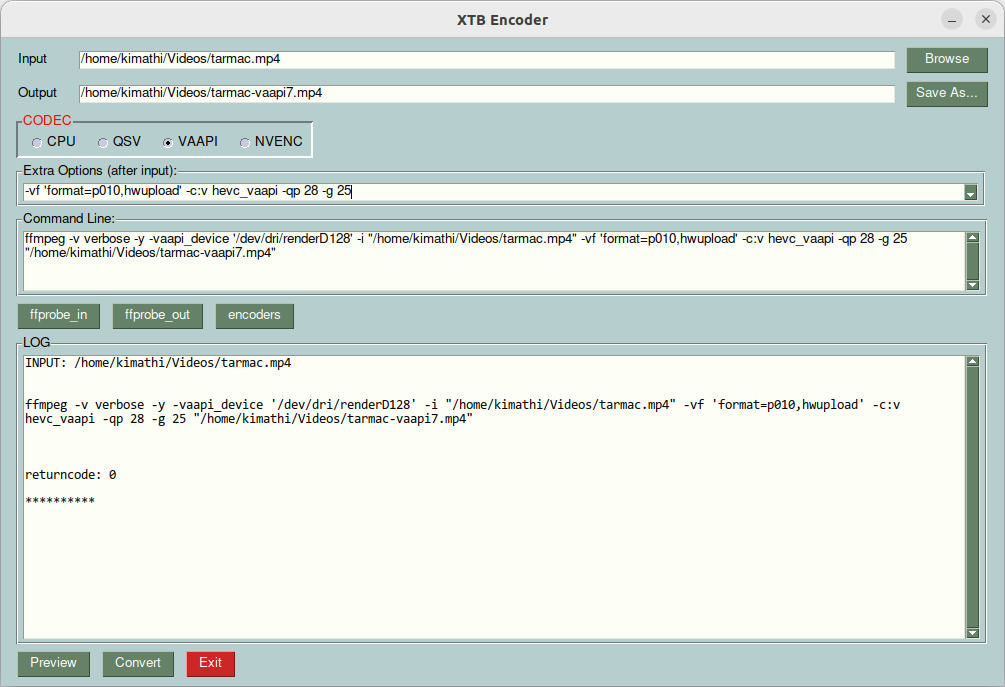 XTB Encoder
Input /home/kimathi/Videos/tarmac.mp4 Browse
Output /home/kimathi/Videos/tarmac-vaapi7.mp4 Save As...
CODEC
CPU QSV VAAPI NVENC
Extra Options (after input):
-vf 'format=p010,hwupload' -c:v hevc_vaapi -qp 28 -g 25
Command Line:
ffmpeg -v verbose -y -vaapi_device '/dev/dri/renderD128' -i "/home/kimathi/Videos/tarmac.mp4" -vf 'format=p010,hwupload' -c:v hevc_vaapi -qp 28 -g 25
"/home/kimathi/Videos/tarmac-vaapi7.mp4"
ffprobe_in ffprobe_out encoders
LOG
INPUT: /home/kimathi/Videos/tarmac.mp4
ffmpeg -v verbose -y -vaapi_device '/dev/dri/renderD128' -i "/home/kimathi/Videos/tarmac.mp4" -vf 'format=p010,hwupload' -c:v
hevc_vaapi -qp 28 -g 25 "/home/kimathi/Videos/tarmac-vaapi7.mp4"
returncode: 0
**********
Preview Convert Exit